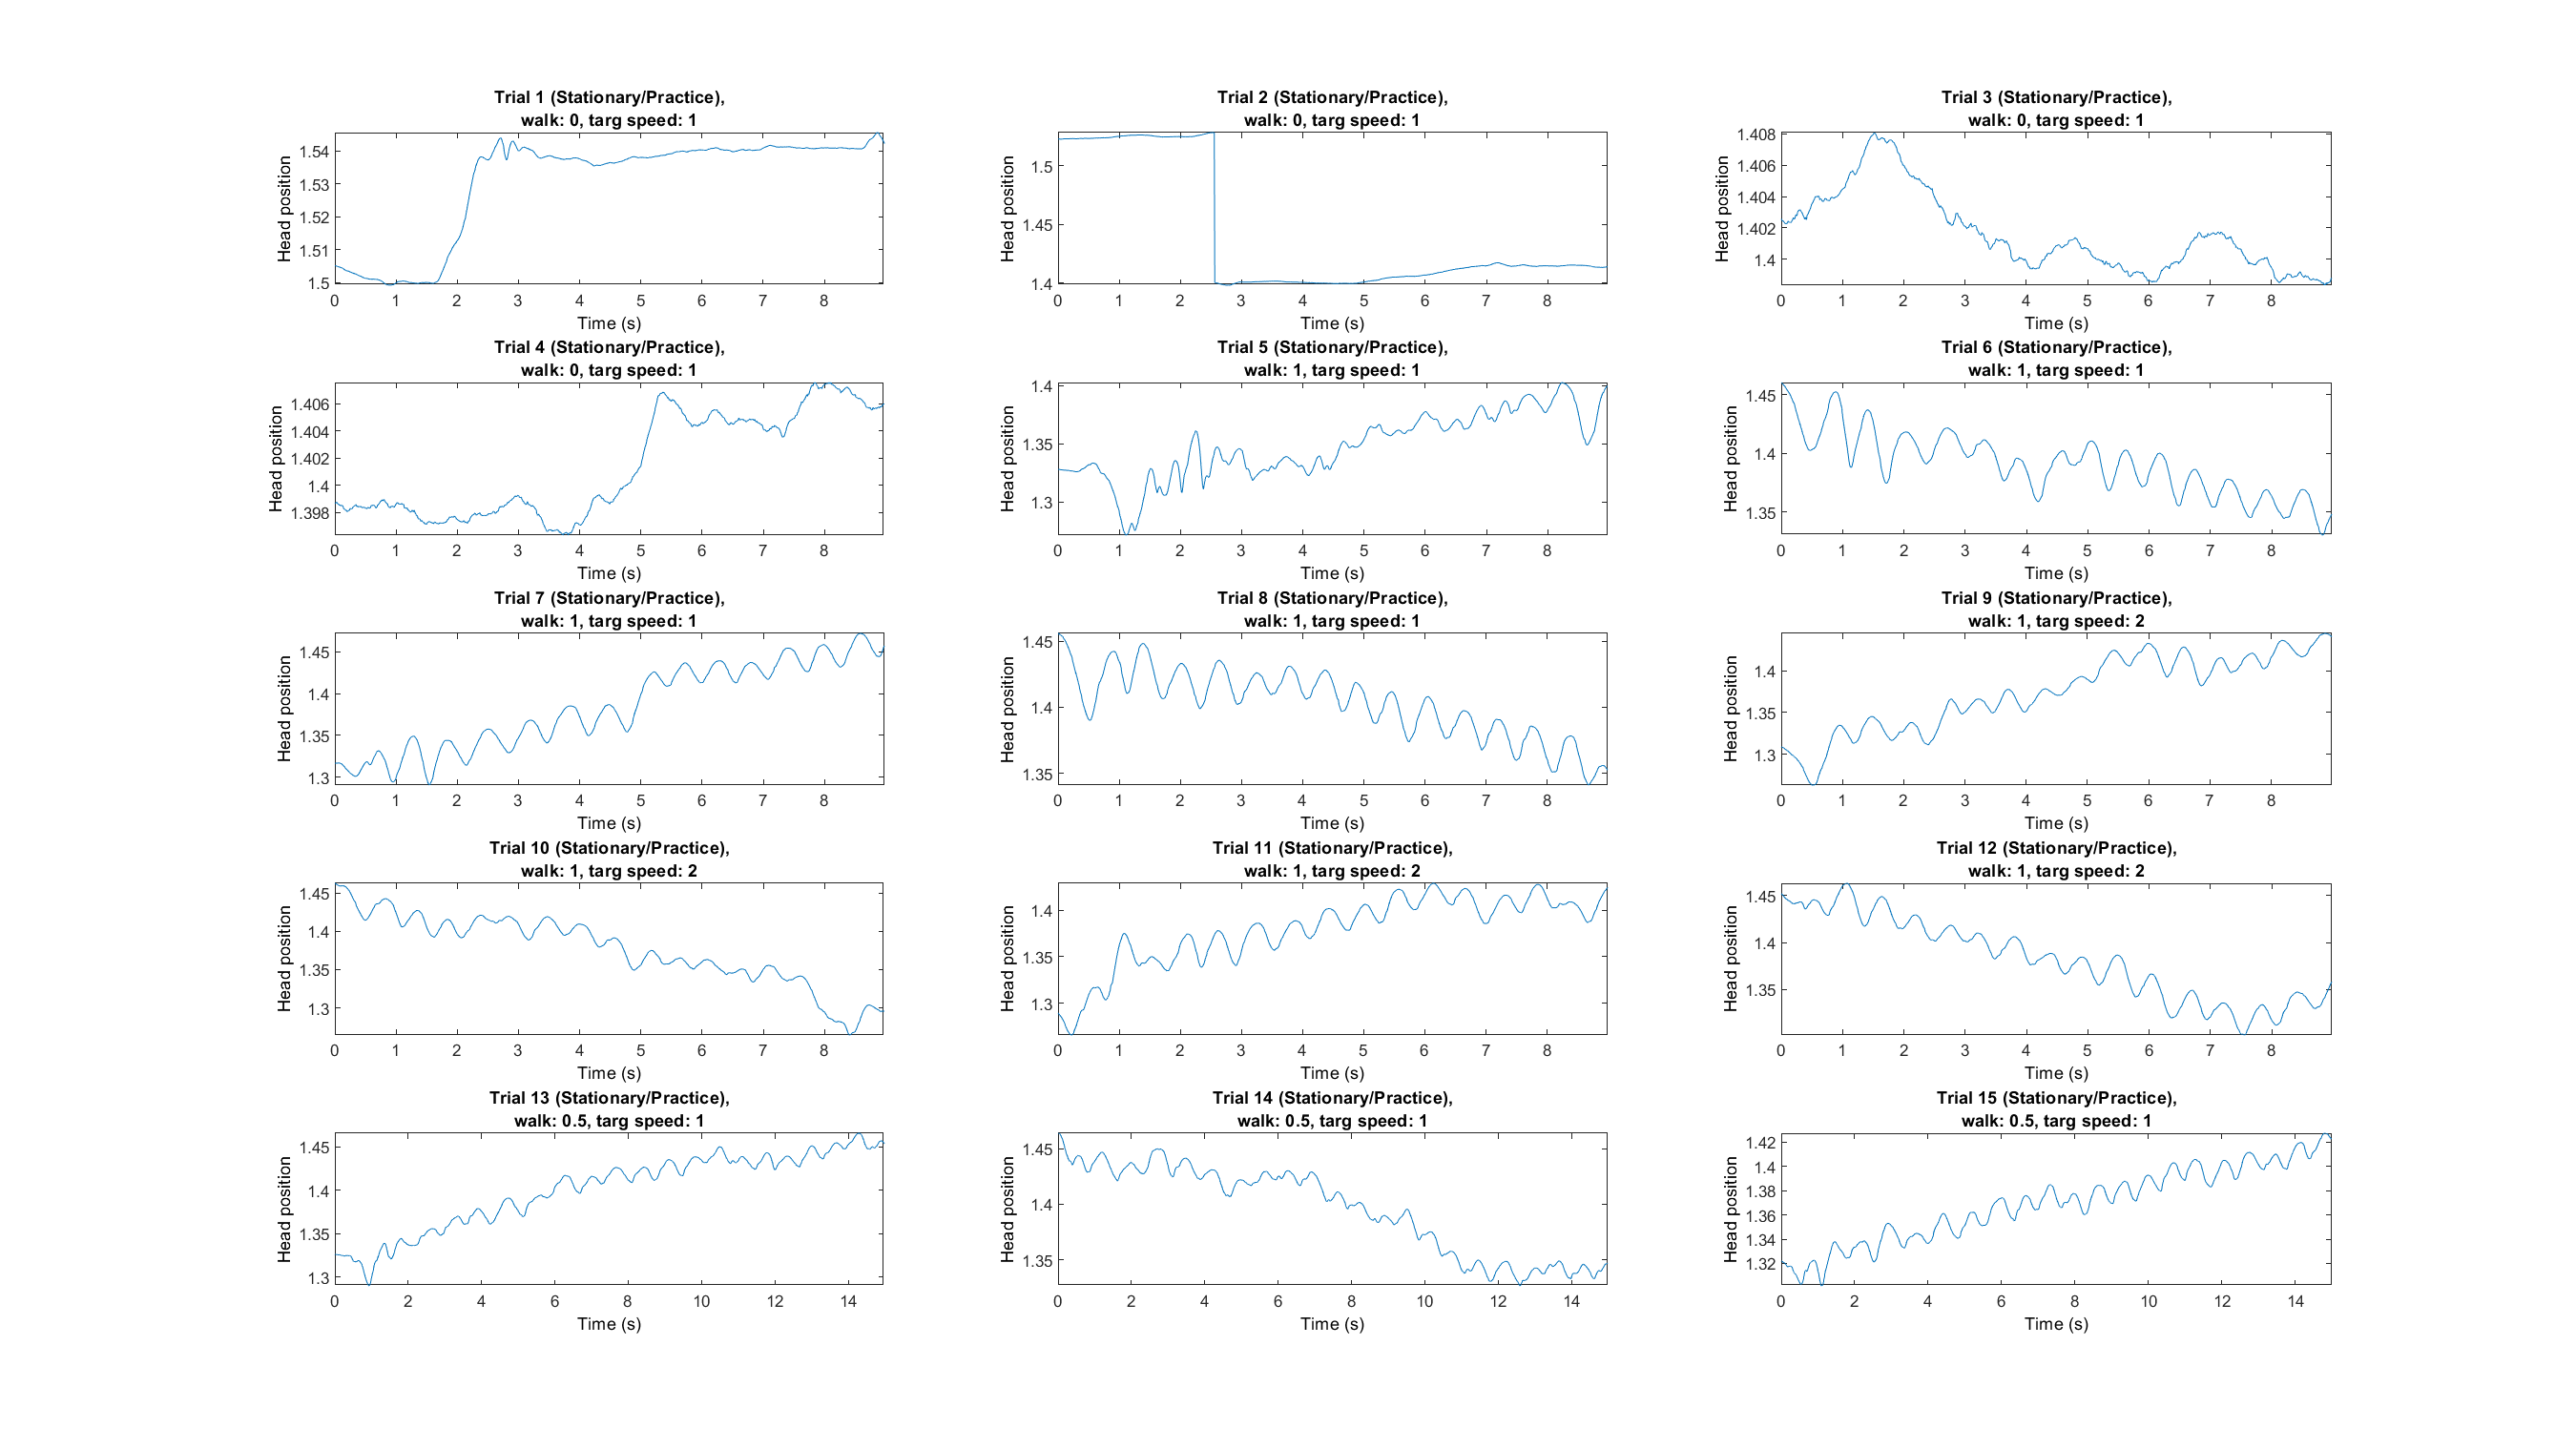 Trial 1 (Stationary/Practice),
walk: 0, targ speed: 1
Head position
1.54
1.53
1.52
1.51
1.5
0 1 2 3 4 5 6 7 8
Time (s)
Trial 2 (Stationary/Practice),
walk: 0, targ speed: 1
Head position
1.5
1.45
1.4
0 1 2 3 4 5 6 7 8
Time (s)
Trial 3 (Stationary/Practice),
walk: 0, targ speed: 1
Head position
1.408
1.406
1.404
1.402
1.4
0 1 2 3 4 5 6 7 8
Time (s)
Trial 4 (Stationary/Practice),
walk: 0, targ speed: 1
Head position
1.406
1.404
1.402
1.4
1.398
0 1 2 3 4 5 6 7 8
Time (s)
Trial 5 (Stationary/Practice),
walk: 1, targ speed: 1
Head position
1.4
1.35
1.3
0 1 2 3 4 5 6 7 8
Time (s)
Trial 6 (Stationary/Practice),
walk: 1, targ speed: 1
Head position
1.45
1.4
1.35
0 1 2 3 4 5 6 7 8
Time (s)
Trial 7 (Stationary/Practice),
walk: 1, targ speed: 1
Head position
1.45
1.4
1.35
1.3
0 1 2 3 4 5 6 7 8
Time (s)
Trial 8 (Stationary/Practice),
walk: 1, targ speed: 1
Head position
1.45
1.4
1.35
0 1 2 3 4 5 6 7 8
Time (s)
Trial 9 (Stationary/Practice),
walk: 1, targ speed: 2
Head position
1.4
1.35
1.3
0 1 2 3 4 5 6 7 8
Time (s)
Trial 10 (Stationary/Practice),
walk: 1, targ speed: 2
Head position
1.45
1.4
1.35
1.3
0 1 2 3 4 5 6 7 8
Time (s)
Trial 11 (Stationary/Practice),
walk: 1, targ speed: 2
Head position
1.4
1.35
1.3
0 1 2 3 4 5 6 7 8
Time (s)
Trial 12 (Stationary/Practice),
walk: 1, targ speed: 2
Head position
1.45
1.4
1.35
0 1 2 3 4 5 6 7 8
Time (s)
Trial 13 (Stationary/Practice),
walk: 0.5, targ speed: 1
Head position
1.45
1.4
1.35
1.3
0 2 4 6 8 10 12 14
Time (s)
Trial 14 (Stationary/Practice),
walk: 0.5, targ speed: 1
Head position
1.45
1.4
1.35
0 2 4 6 8 10 12 14
Time (s)
Trial 15 (Stationary/Practice),
walk: 0.5, targ speed: 1
Head position
1.42
1.4
1.38
1.36
1.34
1.32
0 2 4 6 8 10 12 14
Time (s)